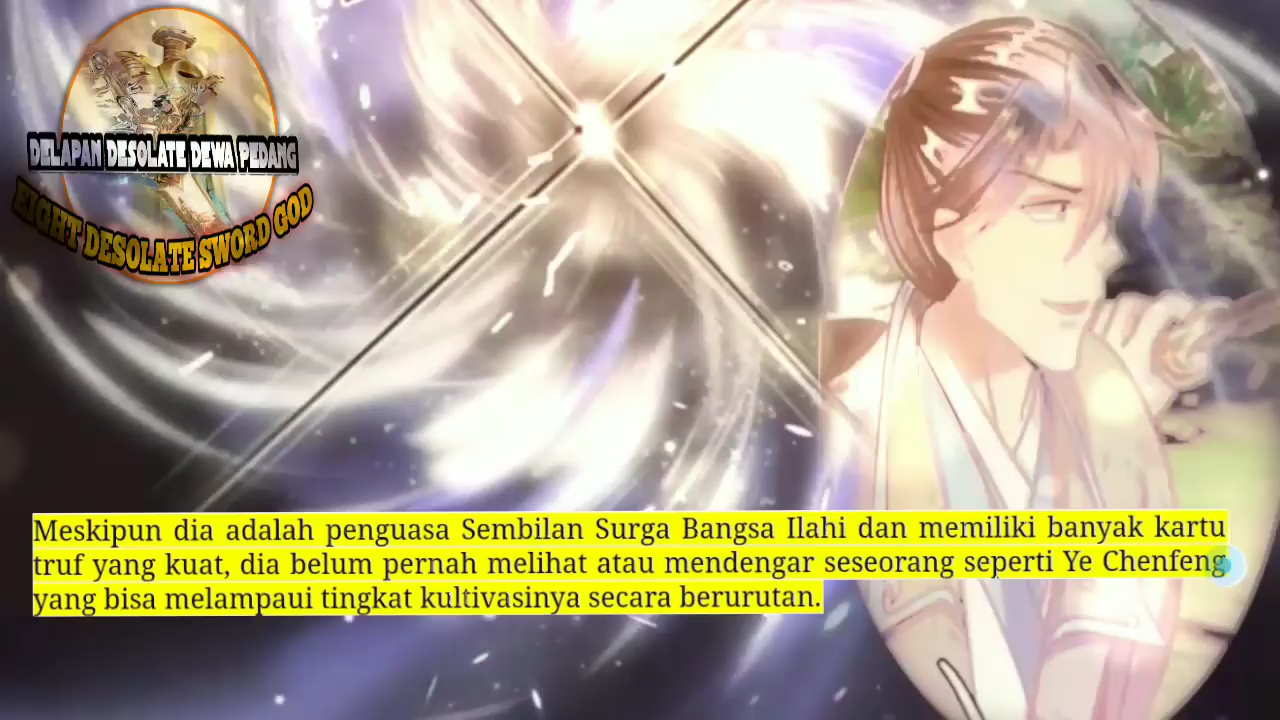 DELAPAN DESOLATE DEWA PEDANG
EIGHT DESOLATE SWORD GOD
Meskipun dia adalah penguasa Sembilan Surga Bangsa Ilahi dan memiliki banyak kartu
truf yang kuat, dia belum pernah melihat atau mendengar seseorang seperti Ye Chenfeng
yang bisa melampaui tingkat kultivasinya secara berurutan.